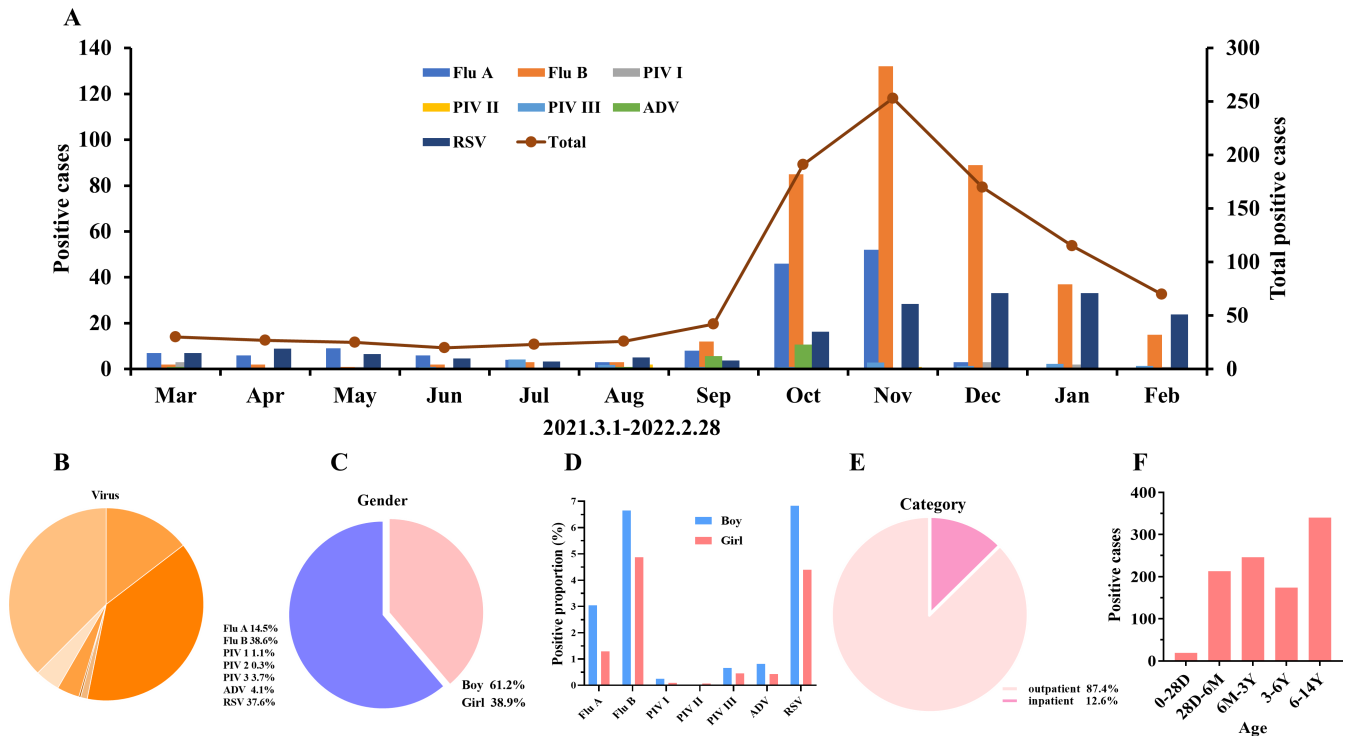 A
140
120
100
80
60
40
20
0
Positive cases
300
250
200
150
100
50
0
Total positive cases
Flu A Flu B PIV I
PIV II PIV III ADV
RSV Total
Mar Apr May Jun Jul Aug Sep Oct Nov Dec Jan Feb
2021.3.1-2022.2.28
B
Virus
Flu A 14.5%
Flu B 38.6%
PIV 1 1.1%
PIV 2 0.3%
PIV 3 3.7%
ADV 4.1%
RSV 37.6%
C
Gender
Boy 61.2%
Girl 38.9%
D
7
6
5
4
3
2
1
0
Positive proportion (%)
Boy
Girl
Flu A Flu B PIV I PIV II PIV III ADV RSV
E
Category
outpatient 87.4%
inpatient 12.6%
F
400
300
200
100
0
Positive cases
0-28D 28D-6M 6M-3Y 3-6Y 6-14Y
Age